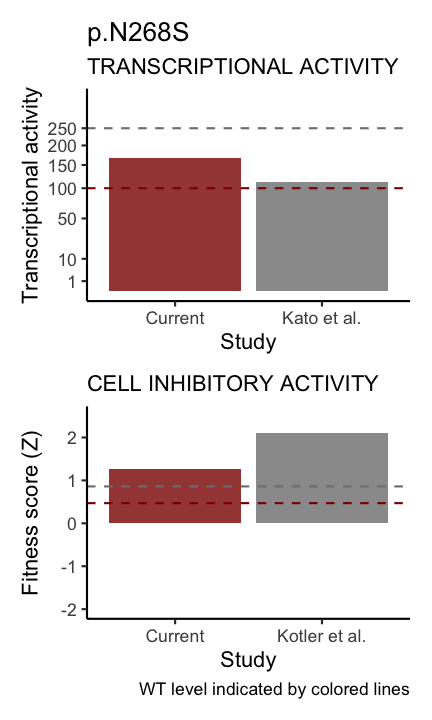 p.N268S
TRANSCRIPTIONAL ACTIVITY
Transcriptional activity
250
200
150
100
50
10
1
Current
Kato et al.
Study
CELL INHIBITORY ACTIVITY
Fitness score (Z)
2
1
0
-1
-2
Current
Kotler et al.
Study
WT level indicated by colored lines